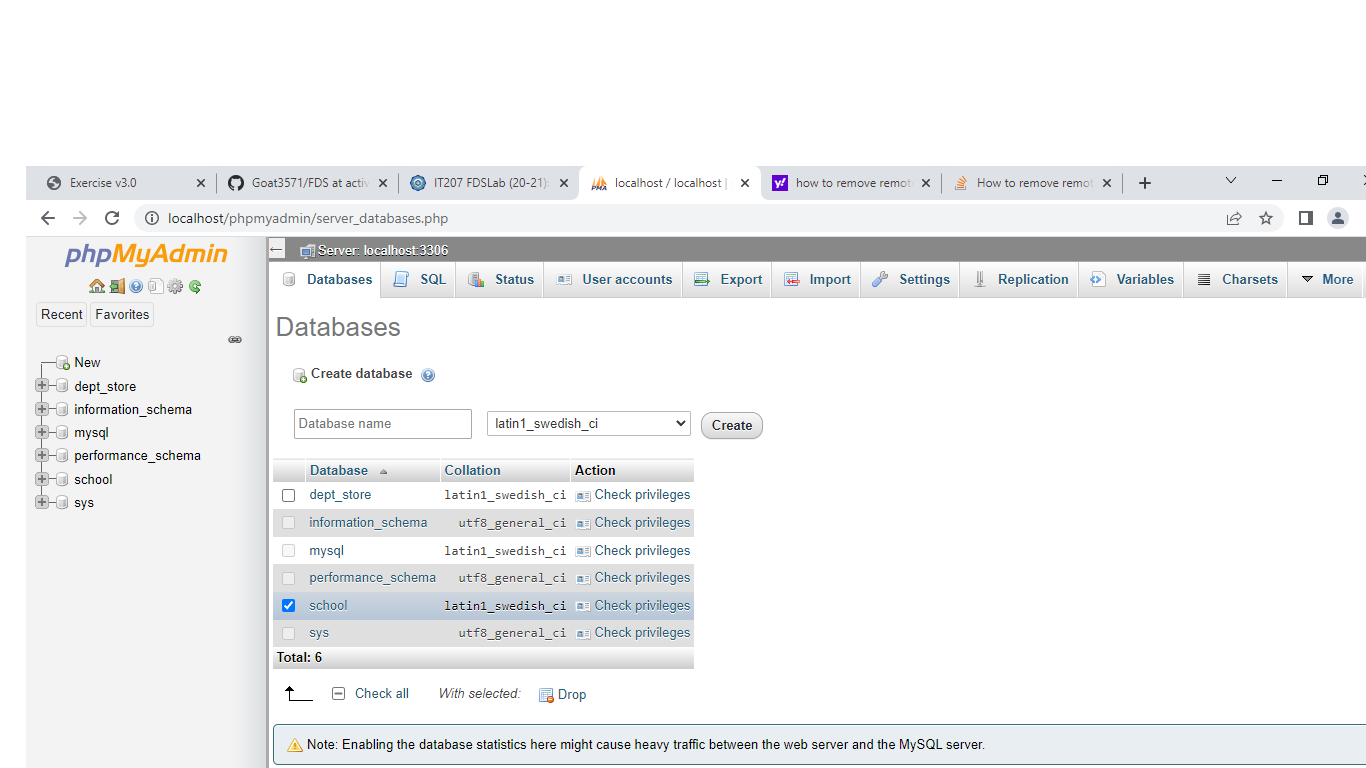 Exercise v3.0 Goat3571/FDS at activ IT207 FDSLab (20-21): localhost / localhost | how to remove remot How to remove remot
localhost/phpmyadmin/server_databases.php
phpMyAdmin
Server: localhost:3306
Databases SQL Status User accounts Export Import Settings Replication Variables Charsets More
Recent Favorites
New
dept_store
information_schema
mysql
performance_schema
school
sys
Databases
Create database
Database name latin1_swedish_ci Create
Database Collation Action
dept_store latin1_swedish_ci Check privileges
information_schema utf8_general_ci Check privileges
mysql latin1_swedish_ci Check privileges
performance_schema utf8_general_ci Check privileges
school latin1_swedish_ci Check privileges
sys utf8_general_ci Check privileges
Total: 6
Check all With selected: Drop
Note: Enabling the database statistics here might cause heavy traffic between the web server and the MySQL server.